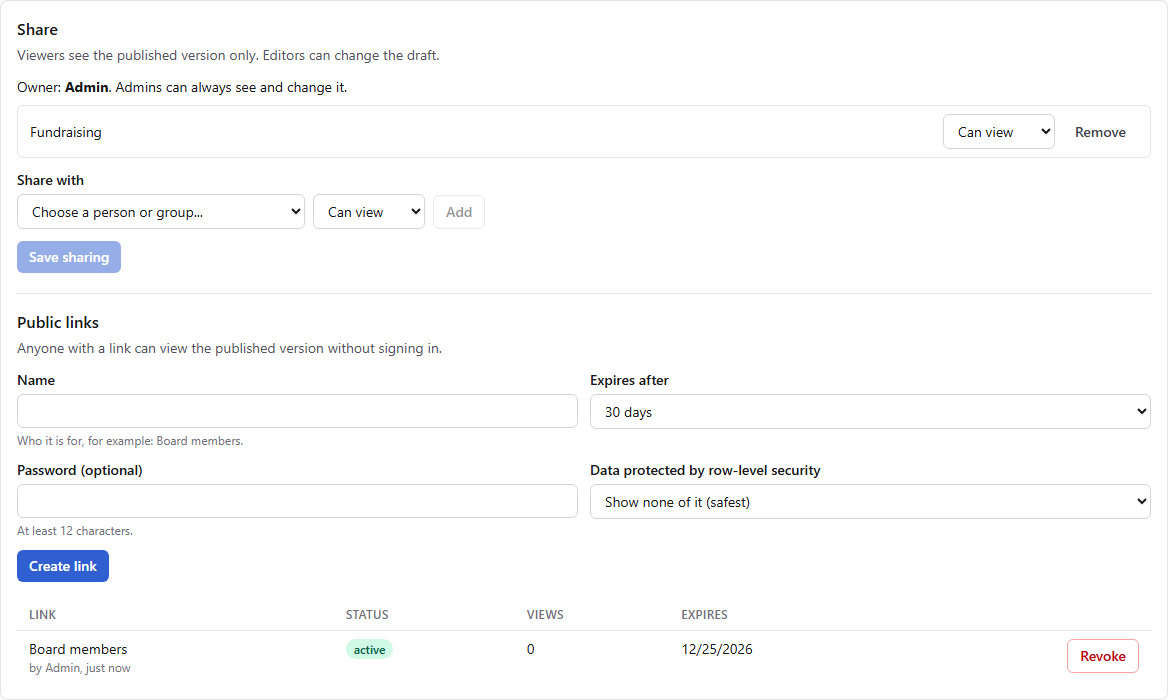 Share
Viewers see the published version only. Editors can change the draft.
Owner: Admin. Admins can always see and change it.
Fundraising Can view Remove
Share with
Choose a person or group... Can view Add
Save sharing
Public links
Anyone with a link can view the published version without signing in.
Name Expires after
30 days
Who it is for, for example: Board members.
Password (optional) Data protected by row-level security
Show none of it (safest)
At least 12 characters.
Create link
LINK STATUS VIEWS EXPIRES
Board members active 0 12/25/2026 Revoke
by Admin, just now